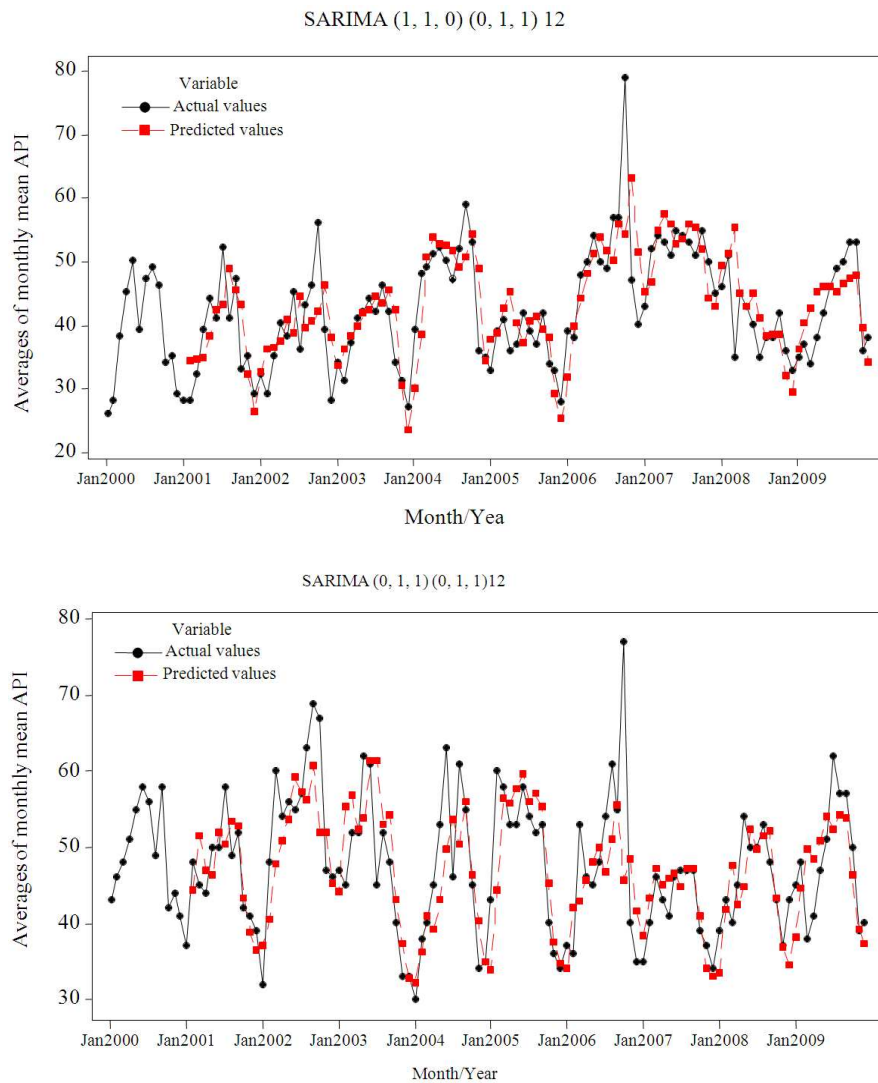 SARIMA (1, 1, 0) (0, 1, 1) 12
Averages of monthly mean API
80
70
60
50
40
30
20
Variable
Actual values
Predicted values
Jan2000 Jan2001 Jan2002 Jan2003 Jan2004 Jan2005 Jan2006 Jan2007 Jan2008 Jan2009
Month/Yea
SARIMA (0, 1, 1) (0, 1, 1)12
Averages of monthly mean API
80
70
60
50
40
30
Variable
Actual values
Predicted values
Jan2000 Jan2001 Jan2002 Jan2003 Jan2004 Jan2005 Jan2006 Jan2007 Jan2008 Jan2009
Month/Year